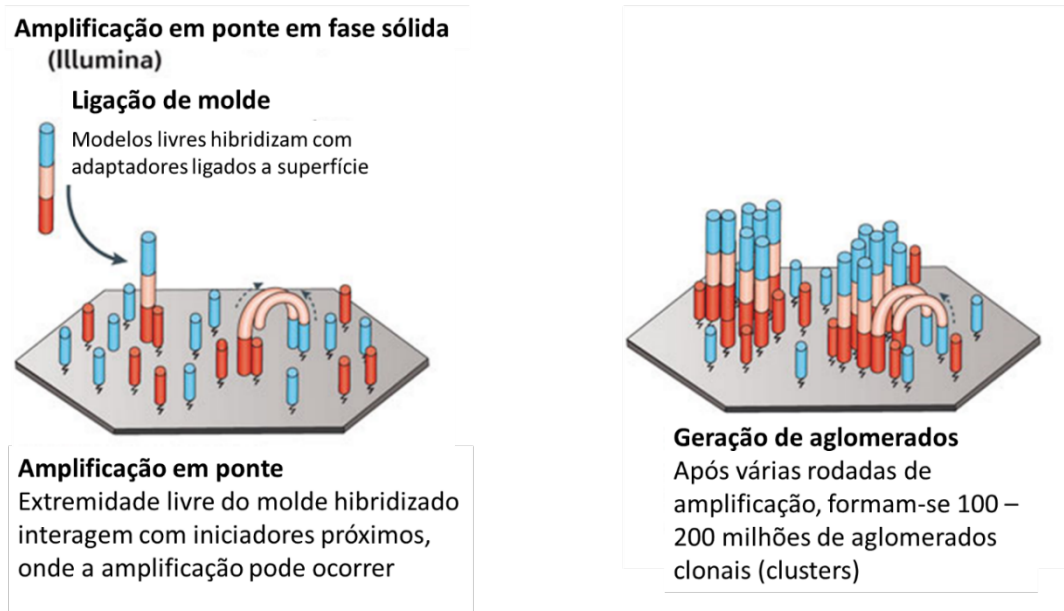 Amplificação em ponte em fase sólida
(Illumina)
Ligação de molde
Modelos livres hibridizam com
adaptadores ligados a superfície
Amplificação em ponte
Extremidade livre do molde hibridizado
interagem com iniciadores próximos,
onde a amplificação pode ocorrer
Geração de aglomerados
Após várias rodadas de
amplificação, formam-se 100 –
200 milhões de aglomerados
clonais (clusters)